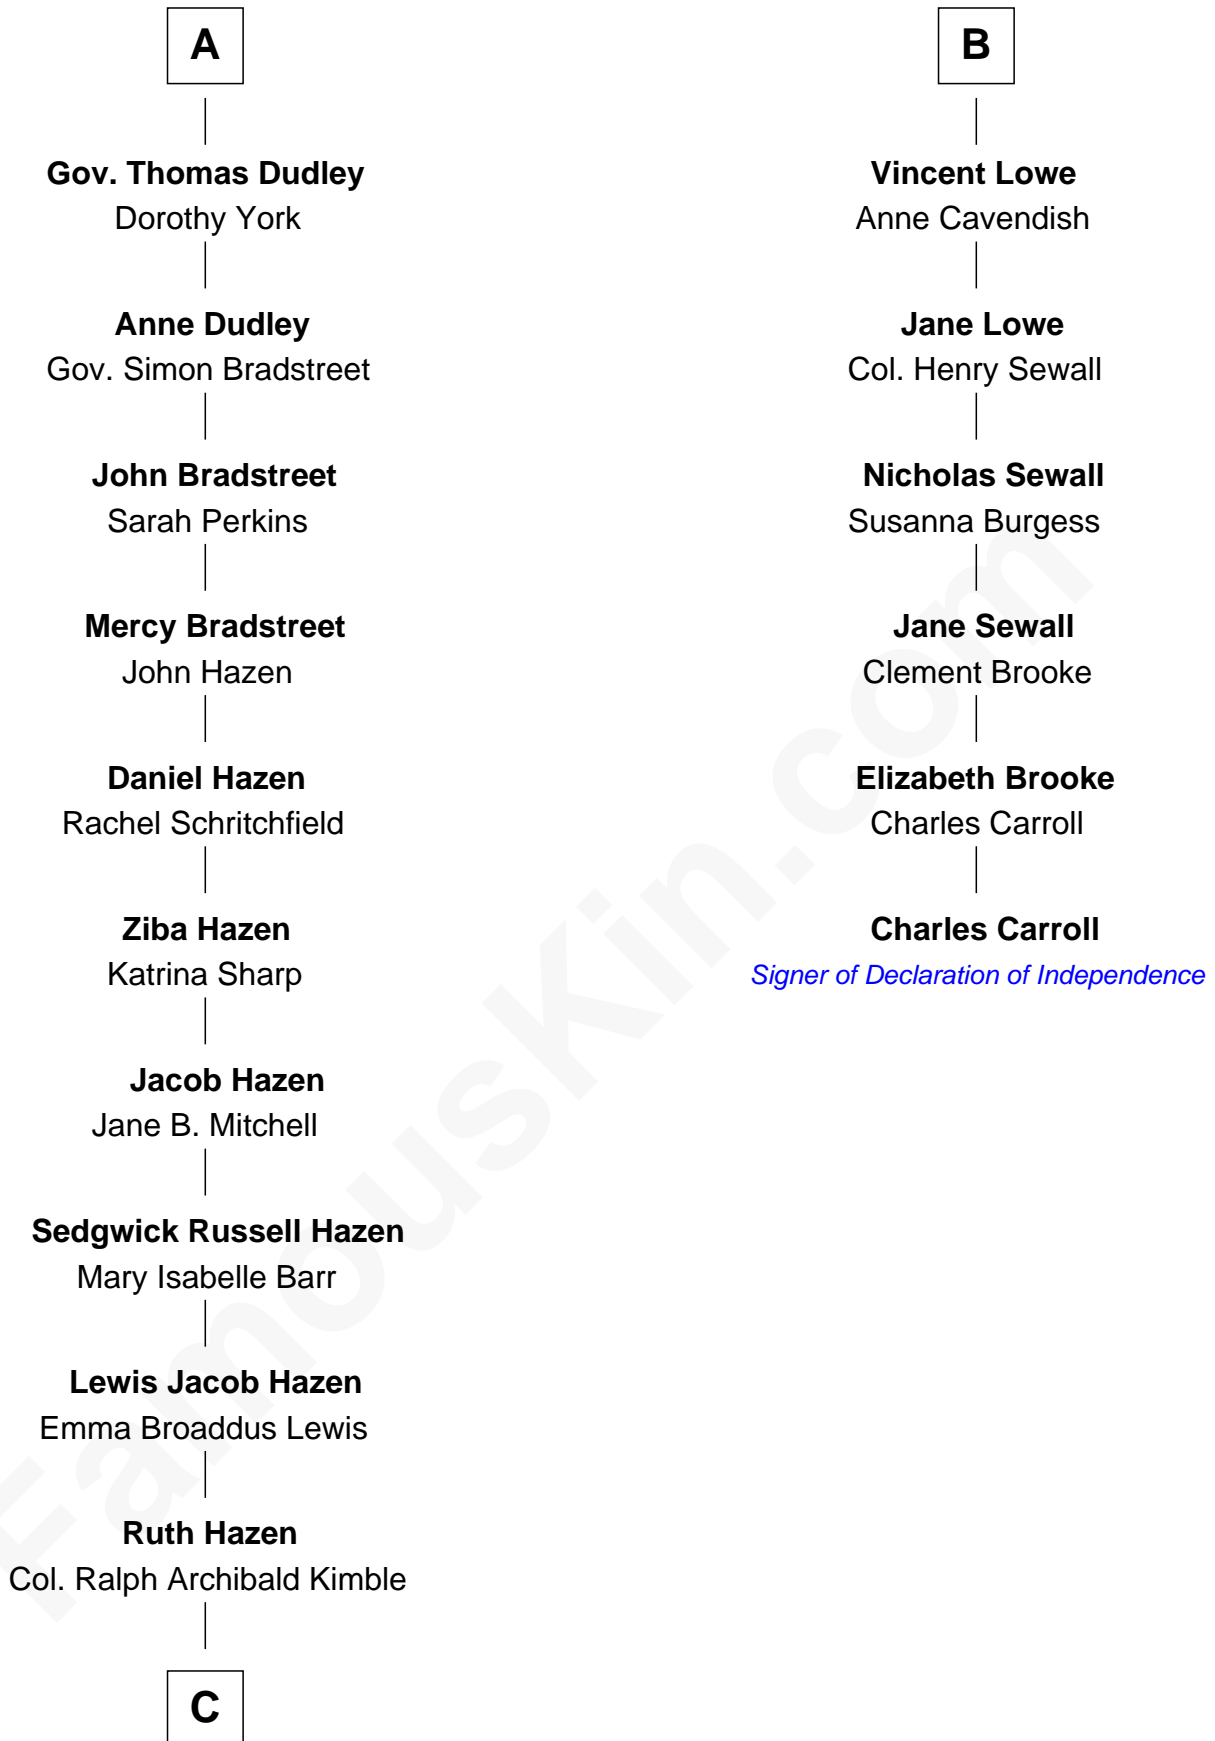 A
Gov. Thomas Dudley
Dorothy York
Anne Dudley
Gov. Simon Bradstreet
John Bradstreet
Sarah Perkins
Mercy Bradstreet
John Hazen
Daniel Hazen
Rachel Schritchfield
Ziba Hazen
Katrina Sharp
Jacob Hazen
Jane B. Mitchell
Sedgwick Russell Hazen
Mary Isabelle Barr
Lewis Jacob Hazen
Emma Broaddus Lewis
Ruth Hazen
Col. Ralph Archibald Kimble
C
B
Vincent Lowe
Anne Cavendish
Jane Lowe
Col. Henry Sewall
Nicholas Sewall
Susanna Burgess
Jane Sewall
Clement Brooke
Elizabeth Brooke
Charles Carroll
Charles Carroll
Signer of Declaration of Independence
FamousKin.com